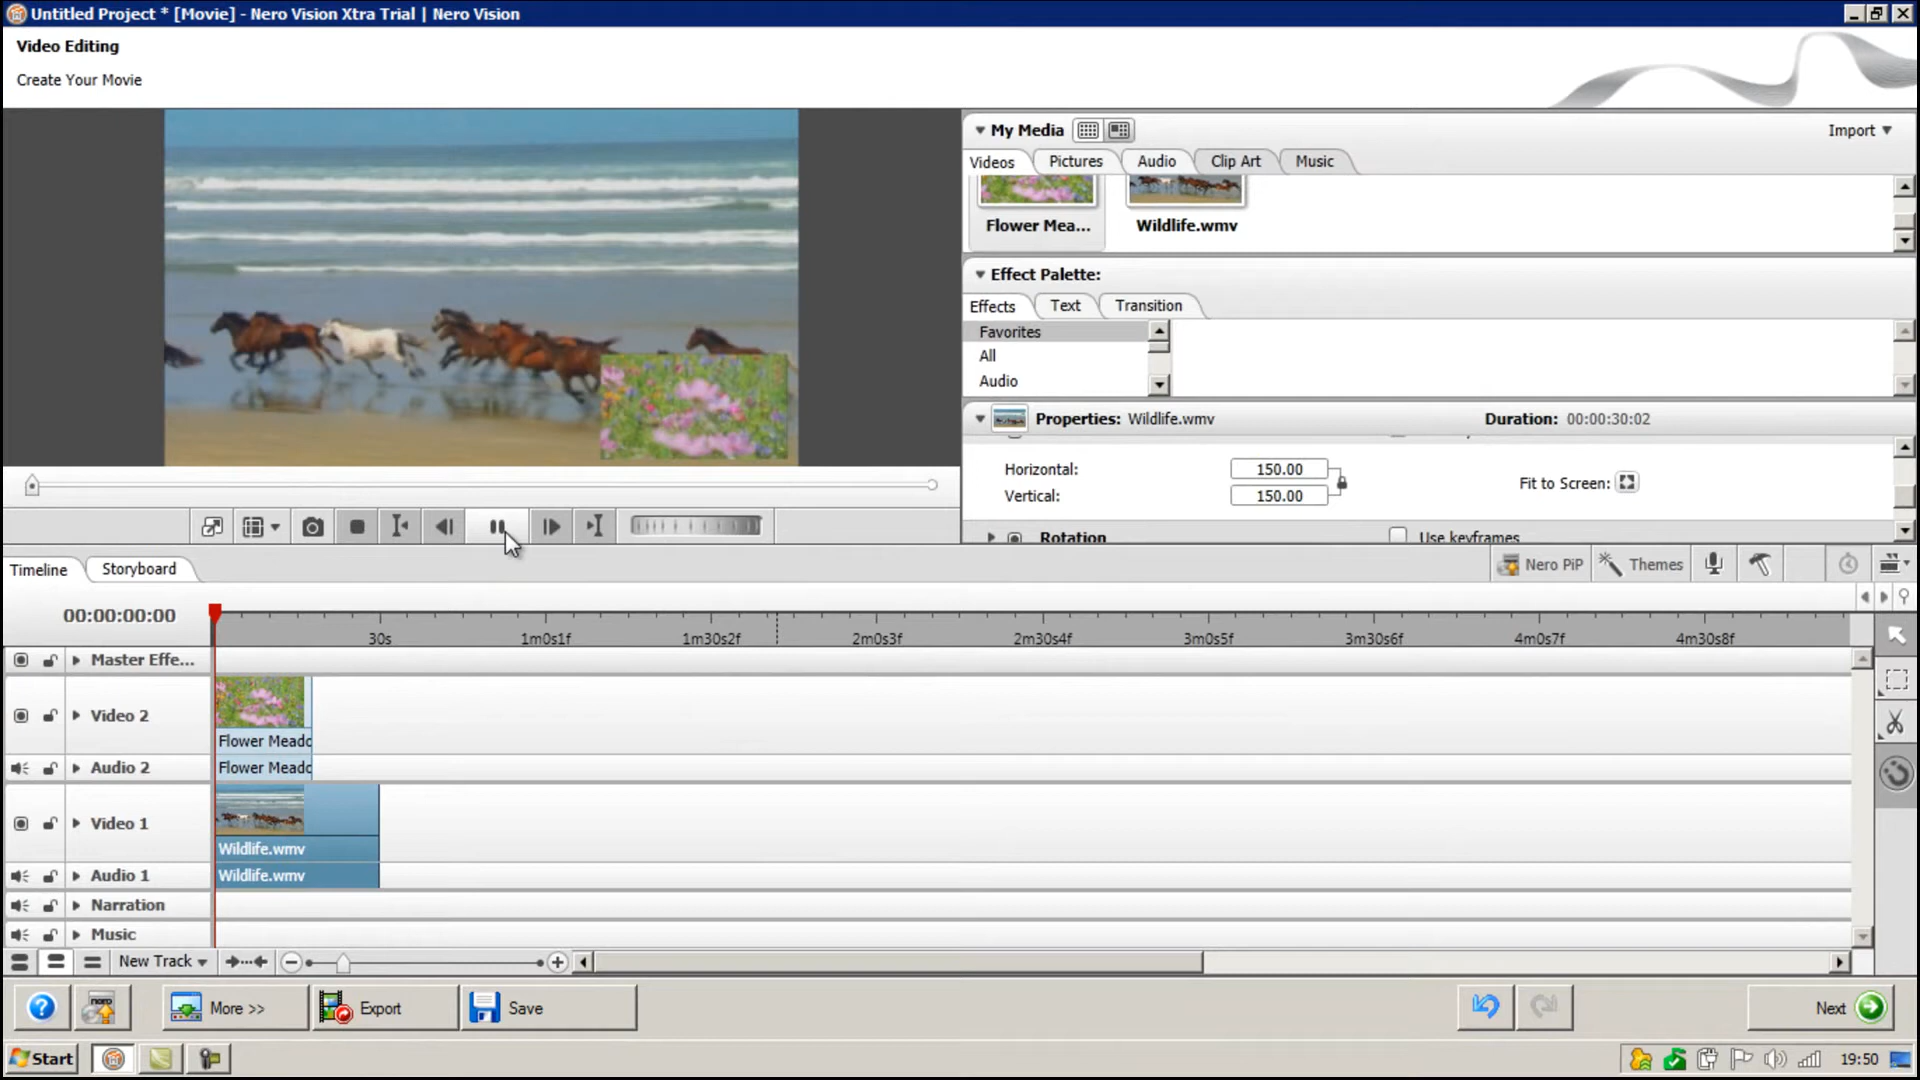 Untitled Project * [Movie] - Nero Vision Xtra Trial | Nero Vision
Video Editing
Create Your Movie
My Media
Import
Videos Pictures Audio Clip Art Music
Flower Mea... Wildlife.wmv
Effect Palette:
Effects Text Transition
Favorites
All
Audio
Properties: Wildlife.wmv Duration: 00:00:30:02
Horizontal: 150.00
Vertical: 150.00
Fit to Screen:
Rotation Use keyframes
Timeline Storyboard
Nero PiP Themes
00:00:00:00
30s 1m0s1f 1m30s2f 2m0s3f 2m30s4f 3m0s5f 3m30s6f 4m0s7f 4m30s8f
Master Effe...
Video 2
Flower Meadc
Audio 2 Flower Meadc
Video 1
Wildlife.wmv
Audio 1 Wildlife.wmv
Narration
Music
New Track
? nero More >> Export Save Next
Start 19:50